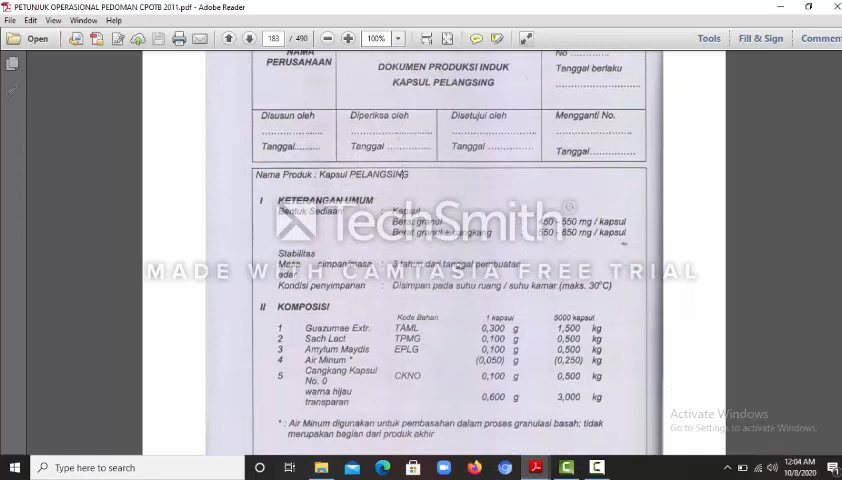 PETUNJUK OPERASIONAL PEDOMAN CPOTB 2011.pdf - Adobe Reader
File Edit View Window Help
Open 183 / 490 100% Tools Fill & Sign Comment
NAMA
PERUSAHAAN
DOKUMEN PRODUKSI INDUK
KAPSUL PELANGSING
No ................
Tanggal berlaku
..........................
Disusun oleh Diperiksa oleh Disetujui oleh Mengganti No.
Tanggal......... Tanggal .............. Tanggal .............. Tanggal..............
Nama Produk : Kapsul PELANGSING
I KETERANGAN UMUM
Bentuk Sediaan : Kapsul
Berat granul 450 - 550 mg / kapsul
Berat granul + cangkang 550 - 650 mg / kapsul
TechSmith®
Stabilitas
Masa simpan/masa : 3 tahun dari tanggal pembuatan
edar
MADE WITH CAMTASIA FREE TRIAL
Kondisi penyimpanan : Disimpan pada suhu ruang / suhu kamar (maks. 30°C)
II KOMPOSISI
Kode Bahan 1 kapsul 5000 kapsul
1 Guazumae Extr. TAML 0,300 g 1,500 kg
2 Sach Lact TPMG 0,100 g 0,500 kg
3 Amylum Maydis EPLG 0,100 g 0,500 kg
4 Air Minum * (0,050) g (0,250) kg
5 Cangkang Kapsul CKNO 0,100 g 0,500 kg
No. 0
warna hijau
transparan 0,600 g 3,000 kg
* : Air Minum digunakan untuk pembasahan dalam proses granulasi basah; tidak
merupakan bagian dari produk akhir
Activate Windows
Go to Settings to activate Windows.
Type here to search
12:04 AM
10/8/2020